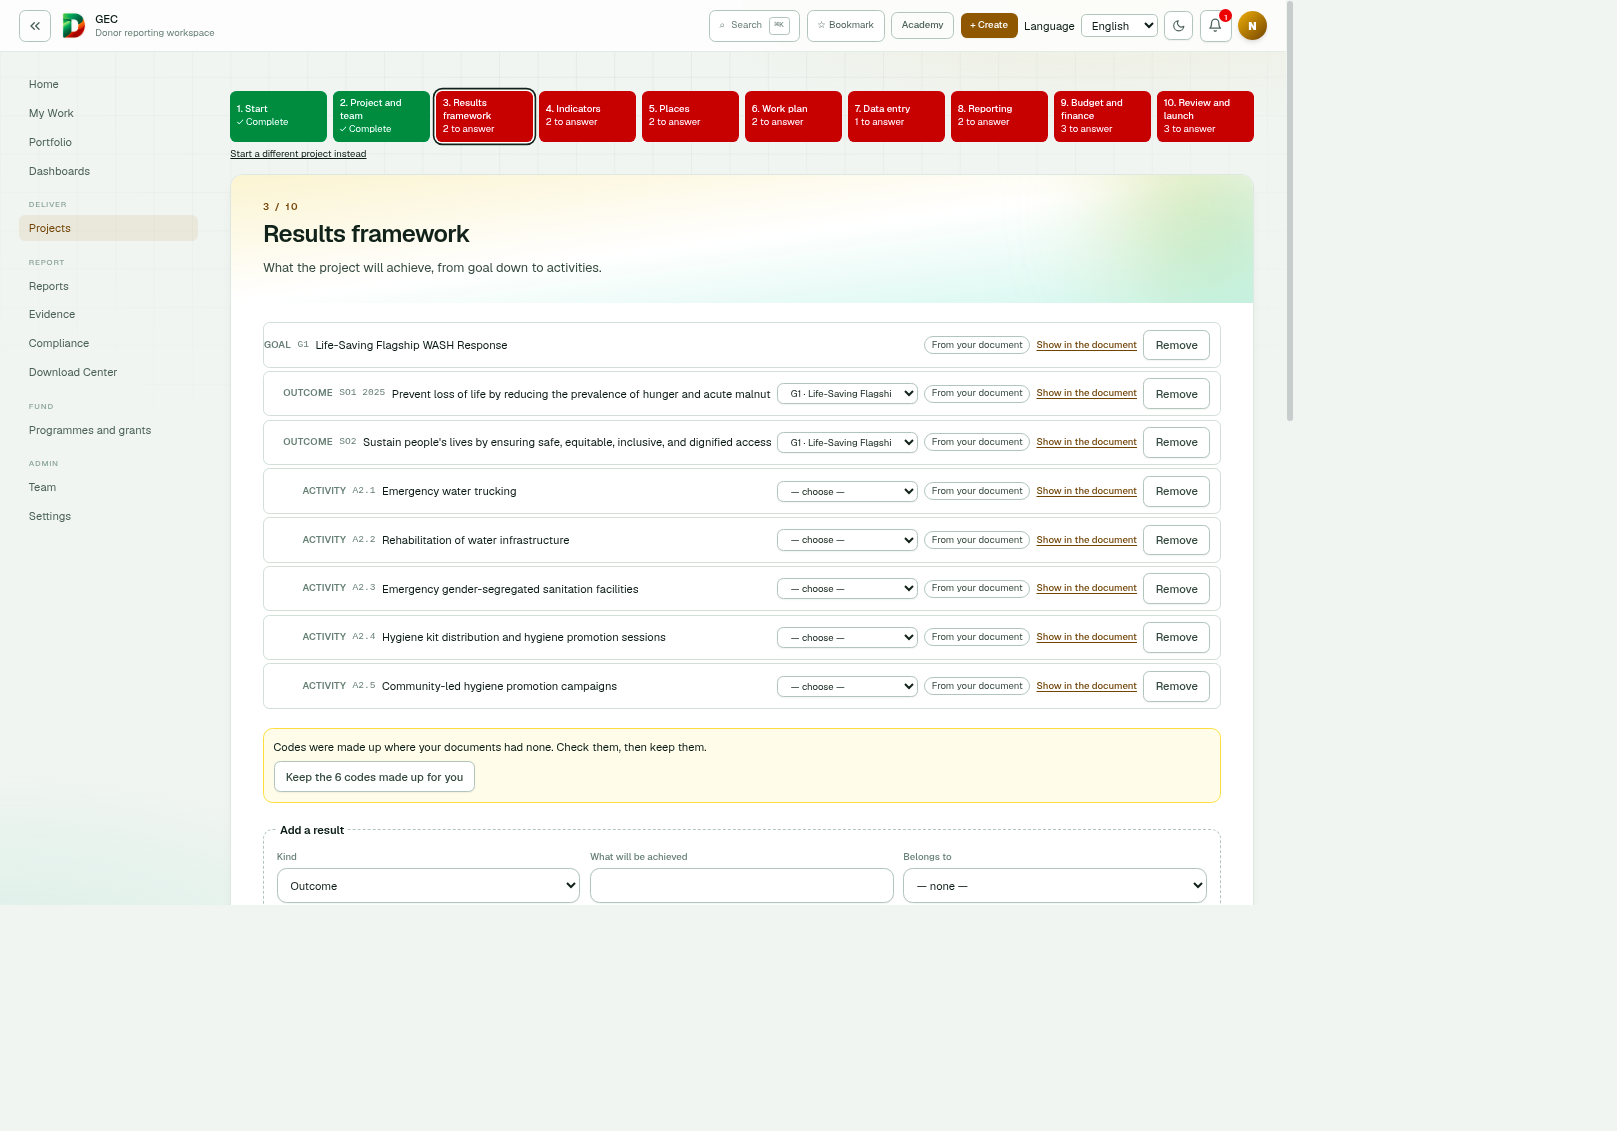 GEC
Donor reporting workspace
Search ⌘K
☆ Bookmark
Academy
+ Create
Language
English
1
N
Home
My Work
Portfolio
Dashboards
DELIVER
Projects
REPORT
Reports
Evidence
Compliance
Download Center
FUND
Programmes and grants
ADMIN
Team
Settings
1. Start
✓ Complete
2. Project and
team
✓ Complete
3. Results
framework
2 to answer
4. Indicators
2 to answer
5. Places
2 to answer
6. Work plan
2 to answer
7. Data entry
1 to answer
8. Reporting
2 to answer
9. Budget and
finance
3 to answer
10. Review and
launch
3 to answer
Start a different project instead
3 / 10
Results framework
What the project will achieve, from goal down to activities.
GOAL G1 Life-Saving Flagship WASH Response From your document Show in the document Remove
OUTCOME SO1 2025 Prevent loss of life by reducing the prevalence of hunger and acute malnut G1 · Life-Saving Flagshi From your document Show in the document Remove
OUTCOME SO2 Sustain people's lives by ensuring safe, equitable, inclusive, and dignified access G1 · Life-Saving Flagshi From your document Show in the document Remove
ACTIVITY A2.1 Emergency water trucking — choose — From your document Show in the document Remove
ACTIVITY A2.2 Rehabilitation of water infrastructure — choose — From your document Show in the document Remove
ACTIVITY A2.3 Emergency gender-segregated sanitation facilities — choose — From your document Show in the document Remove
ACTIVITY A2.4 Hygiene kit distribution and hygiene promotion sessions — choose — From your document Show in the document Remove
ACTIVITY A2.5 Community-led hygiene promotion campaigns — choose — From your document Show in the document Remove
Codes were made up where your documents had none. Check them, then keep them.
Keep the 6 codes made up for you
Add a result
Kind
What will be achieved
Belongs to
Outcome
— none —